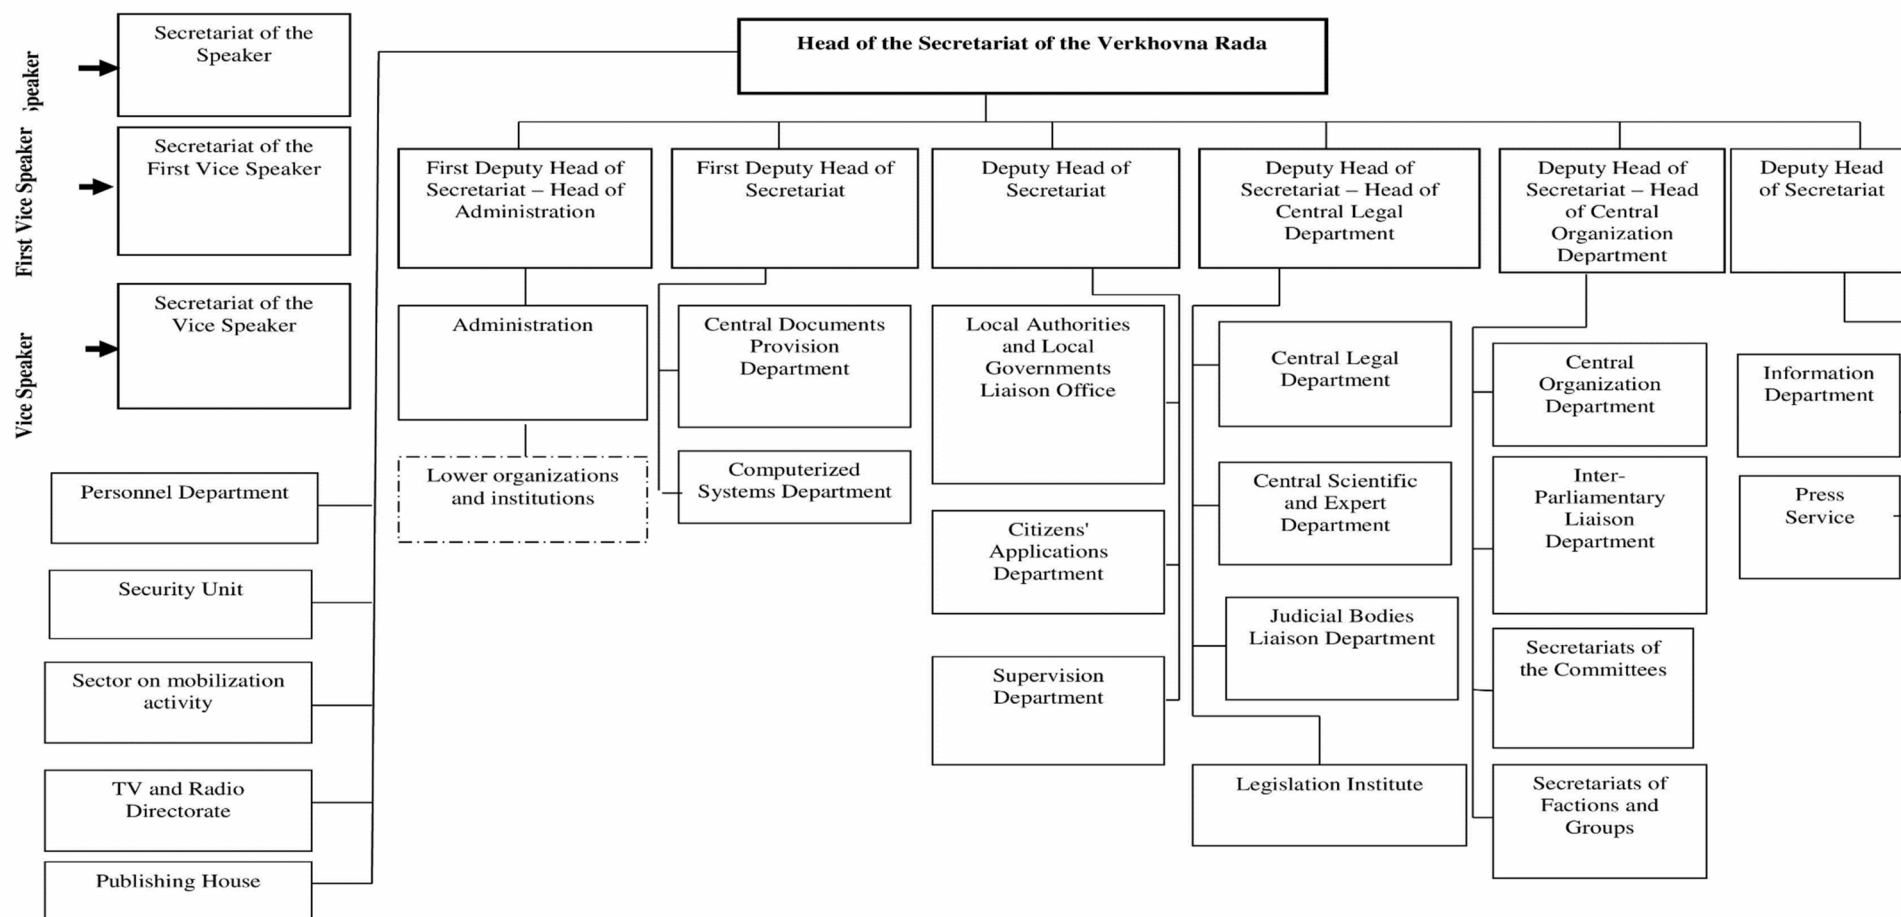 Speaker
Secretariat of the
Speaker
First Vice Speaker
Secretariat of the
First Vice Speaker
Vice Speaker
Secretariat of the
Vice Speaker
Head of the Secretariat of the Verkhovna Rada
First Deputy Head of
Secretariat – Head of
Administration
First Deputy Head of
Secretariat
Deputy Head of
Secretariat
Deputy Head of
Secretariat – Head of
Central Legal
Department
Deputy Head of
Secretariat – Head
of Central
Organization
Department
Deputy Head
of Secretariat
Administration
Lower organizations
and institutions
Central Documents
Provision
Department
Computerized
Systems Department
Local Authorities
and Local
Governments
Liaison Office
Citizens'
Applications
Department
Supervision
Department
Central Legal
Department
Central Scientific
and Expert
Department
Judicial Bodies
Liaison Department
Legislation Institute
Central
Organization
Department
Inter-
Parliamentary
Liaison
Department
Secretariats of
the Committees
Secretariats of
Factions and
Groups
Information
Department
Press
Service
Personnel Department
Security Unit
Sector on mobilization
activity
TV and Radio
Directorate
Publishing House